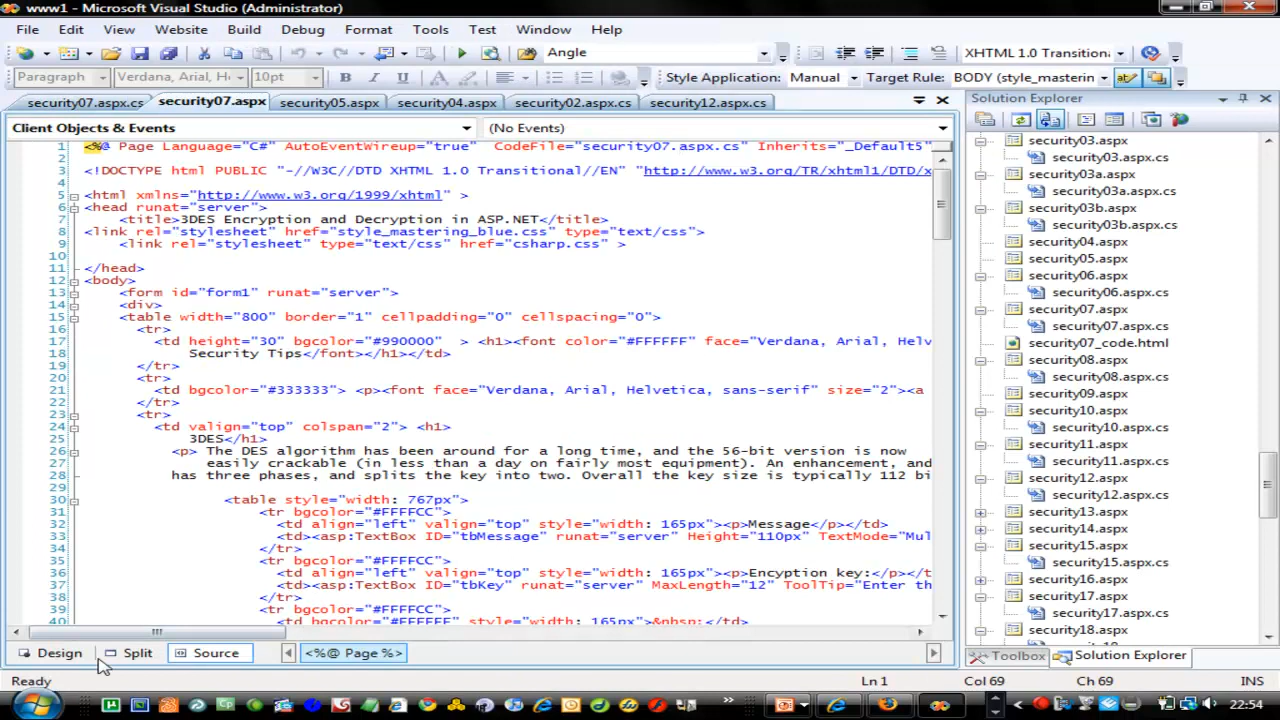 www1 - Microsoft Visual Studio (Administrator)
File Edit View Website Build Debug Format Tools Test Window Help
Angle XHTML 1.0 Transition
Paragraph Verdana, Arial, H 10pt B I U A Style Application: Manual Target Rule: BODY (style_masterin
security07.aspx.cs security07.aspx security05.aspx security04.aspx security02.aspx.cs security12.aspx.cs
Client Objects & Events (No Events)
1 <%@ Page Language="C#" AutoEventWireup="true" CodeFile="security07.aspx.cs" Inherits="_Default5"
2
3 <!DOCTYPE html PUBLIC "-//W3C//DTD XHTML 1.0 Transitional//EN" "http://www.w3.org/TR/xhtml1/DTD/x
4
5 <html xmlns="http://www.w3.org/1999/xhtml" >
6 <head runat="server">
7 <title>3DES Encryption and Decryption in ASP.NET</title>
8 <link rel="stylesheet" href="style_mastering_blue.css" type="text/css">
9 <link rel="stylesheet" type="text/css" href="csharp.css" >
10
11 </head>
12 <body>
13 <form id="form1" runat="server">
14 <div>
15 <table width="800" border="1" cellpadding="0" cellspacing="0">
16 <tr>
17 <td height="30" bgcolor="#990000" > <h1><font color="#FFFFFF" face="Verdana, Arial, Helv
18 Security Tips</font></h1></td>
19 </tr>
20 <tr>
21 <td bgcolor="#333333"> <p><font face="Verdana, Arial, Helvetica, sans-serif" size="2"><a
22 </tr>
23 <tr>
24 <td valign="top" colspan="2"> <h1>
25 3DES</h1>
26 <p> The DES algorithm has been around for a long time, and the 56-bit version is now
27 easily crackable (in less than a day on fairly most equipment). An enhancement, and
28 has three phases, and splits the key into two. Overall the key size is typically 112 bi
29
30 <table style="width: 767px">
31 <tr bgcolor="#FFFFCC">
32 <td align="left" valign="top" style="width: 165px"><p>Message</p></td>
33 <td><asp:TextBox ID="tbMessage" runat="server" Height="110px" TextMode="Mul
34 </tr>
35 <tr bgcolor="#FFFFCC">
36 <td align="left" valign="top" style="width: 165px"><p>Encyption key:</p></t
37 <td><asp:TextBox ID="tbKey" runat="server" MaxLength="12" ToolTip="Enter th
38 </tr>
39 <tr bgcolor="#FFFFCC">
40 <td bgcolor="#FFFFFF" style="width: 165px">&nbsp;</td>
Design Split Source <%@ Page %>
Ready Ln 1 Col 69 Ch 69 INS
Solution Explorer
security03.aspx
security03.aspx.cs
security03a.aspx
security03a.aspx.cs
security03b.aspx
security03b.aspx.cs
security04.aspx
security05.aspx
security06.aspx
security06.aspx.cs
security07.aspx
security07.aspx.cs
security07_code.html
security08.aspx
security08.aspx.cs
security09.aspx
security10.aspx
security10.aspx.cs
security11.aspx
security11.aspx.cs
security12.aspx
security12.aspx.cs
security13.aspx
security14.aspx
security15.aspx
security15.aspx.cs
security16.aspx
security17.aspx
security17.aspx.cs
security18.aspx
Toolbox Solution Explorer
22:54